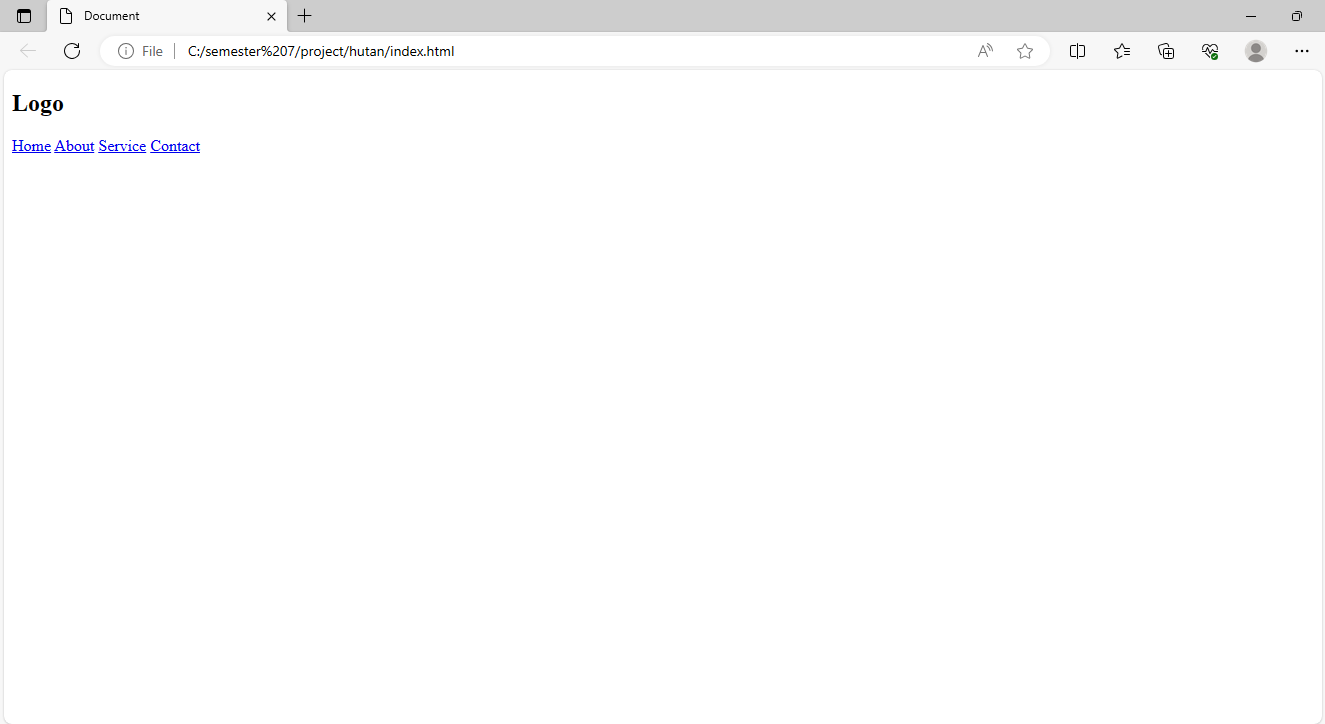 Document
File C:/semester%207/project/hutan/index.html
Logo
Home About Service Contact